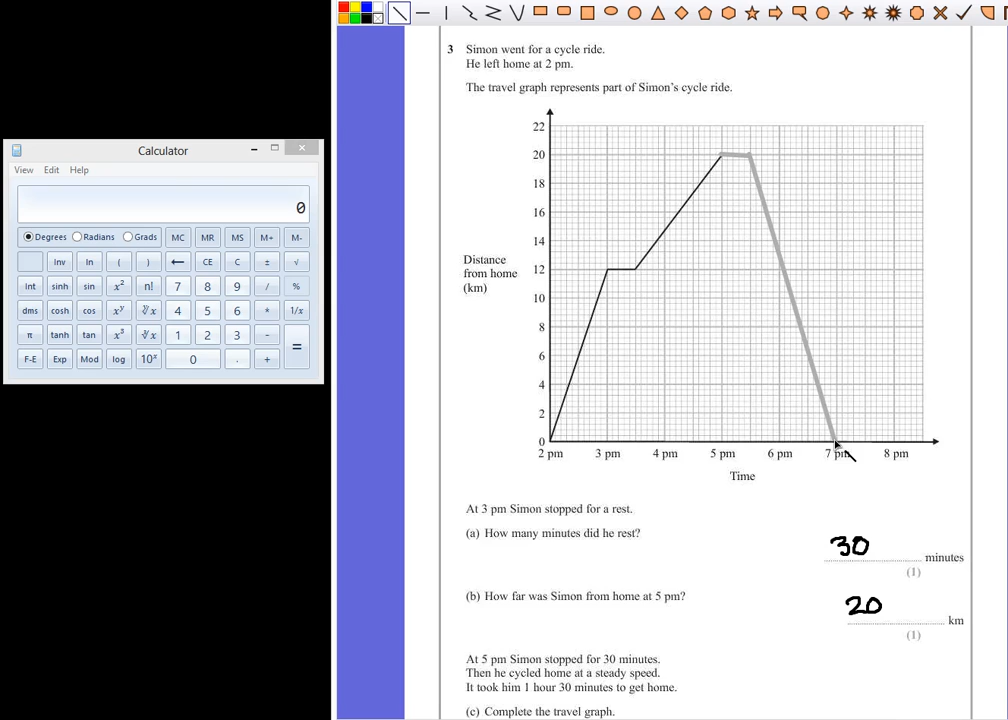 Calculator
View Edit Help
0
Degrees Radians Grads MC MR MS M+ M-
Inv ln ( ) ← CE C ± √
Int sinh sin x² n! 7 8 9 / %
dms cosh cos xʸ ʸ√x 4 5 6 * 1/x
π tanh tan x³ ³√x 1 2 3 - =
F-E Exp Mod log 10ˣ 0 . +
3 Simon went for a cycle ride.
He left home at 2 pm.
The travel graph represents part of Simon's cycle ride.
22
20
18
16
14
12
10
8
6
4
2
0
Distance
from home
(km)
2 pm 3 pm 4 pm 5 pm 6 pm 7 pm 8 pm
Time
At 3 pm Simon stopped for a rest.
(a) How many minutes did he rest?
30 minutes
(1)
(b) How far was Simon from home at 5 pm?
20 km
(1)
At 5 pm Simon stopped for 30 minutes.
Then he cycled home at a steady speed.
It took him 1 hour 30 minutes to get home.
(c) Complete the travel graph.